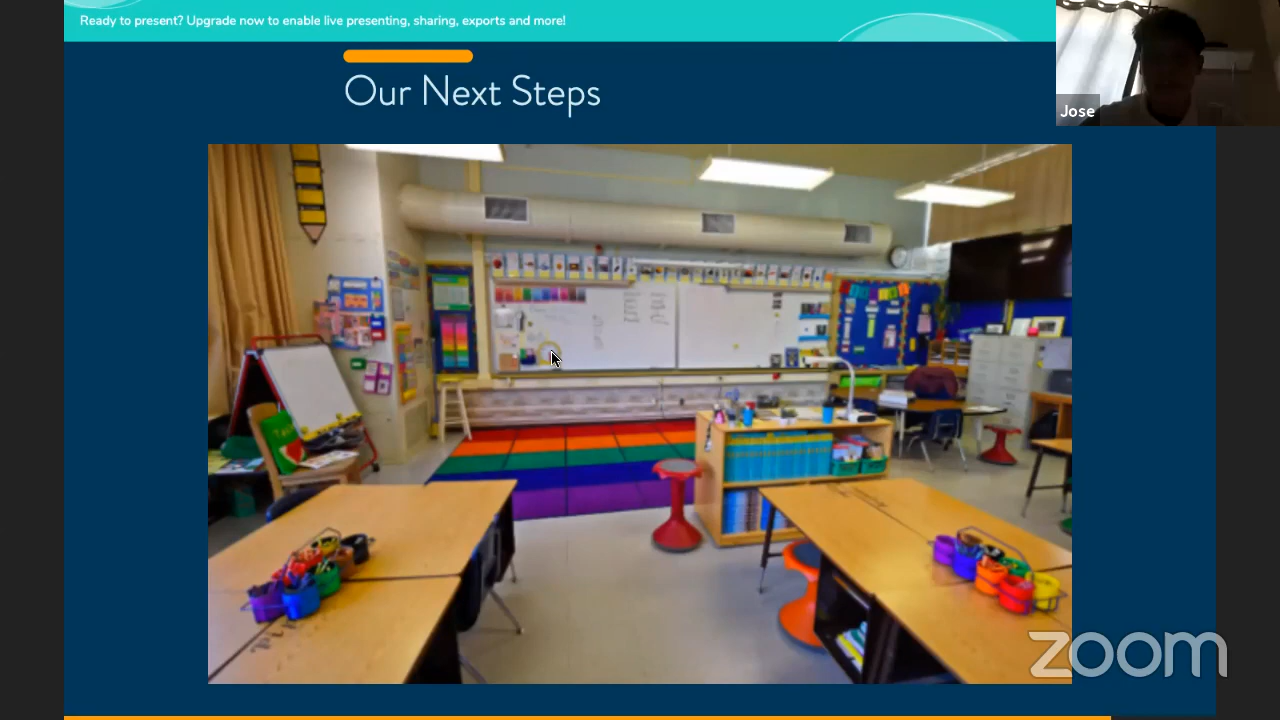 Ready to present? Upgrade now to enable live presenting, sharing, exports and more!
Our Next Steps
Jose
zoom